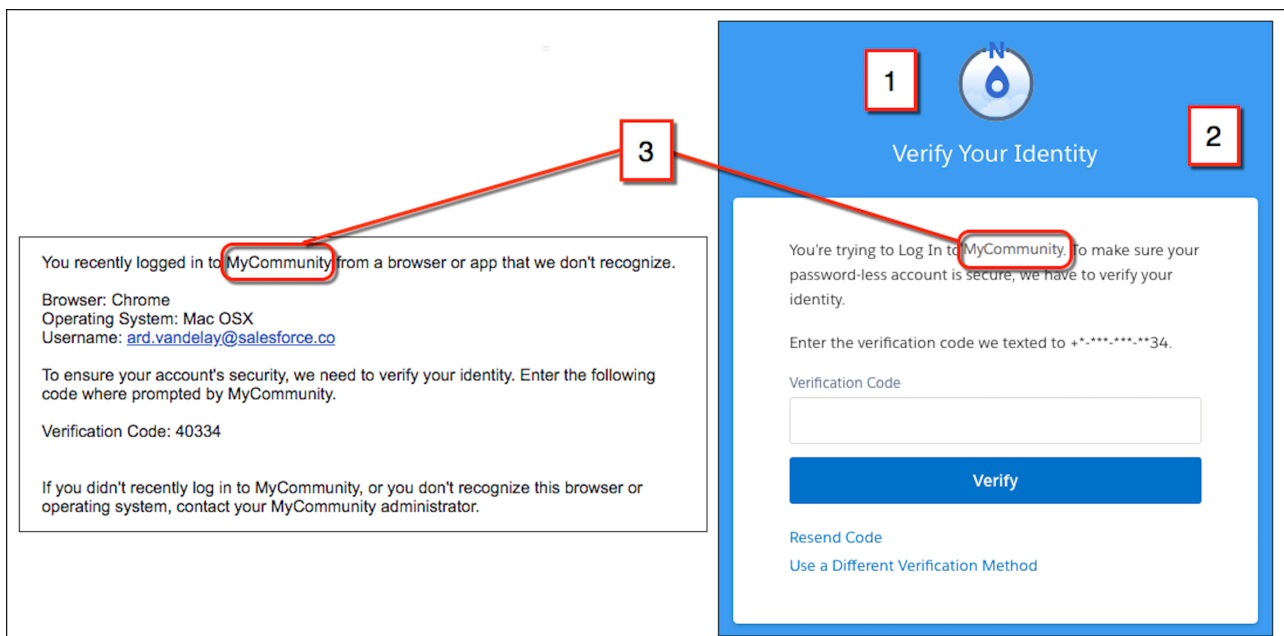 3
You recently logged in to MyCommunity from a browser or app that we don't recognize.
Browser: Chrome
Operating System: Mac OSX
Username: ard.vandelay@salesforce.co
To ensure your account's security, we need to verify your identity. Enter the following
code where prompted by MyCommunity.
Verification Code: 40334
If you didn't recently log in to MyCommunity, or you don't recognize this browser or
operating system, contact your MyCommunity administrator.
1
N
2
Verify Your Identity
You're trying to Log In to MyCommunity. To make sure your
password-less account is secure, we have to verify your
identity.
Enter the verification code we texted to +*-***-***-**34.
Verification Code
Verify
Resend Code
Use a Different Verification Method